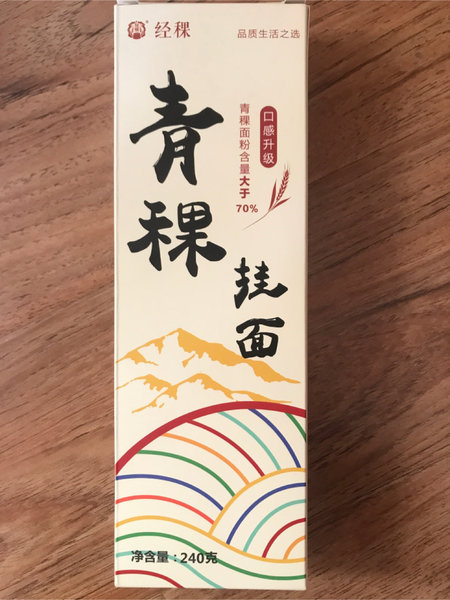 经稞
品质生活之选
青稞
挂面
口感升级
青稞面粉含量大于
70%
净含量：240克